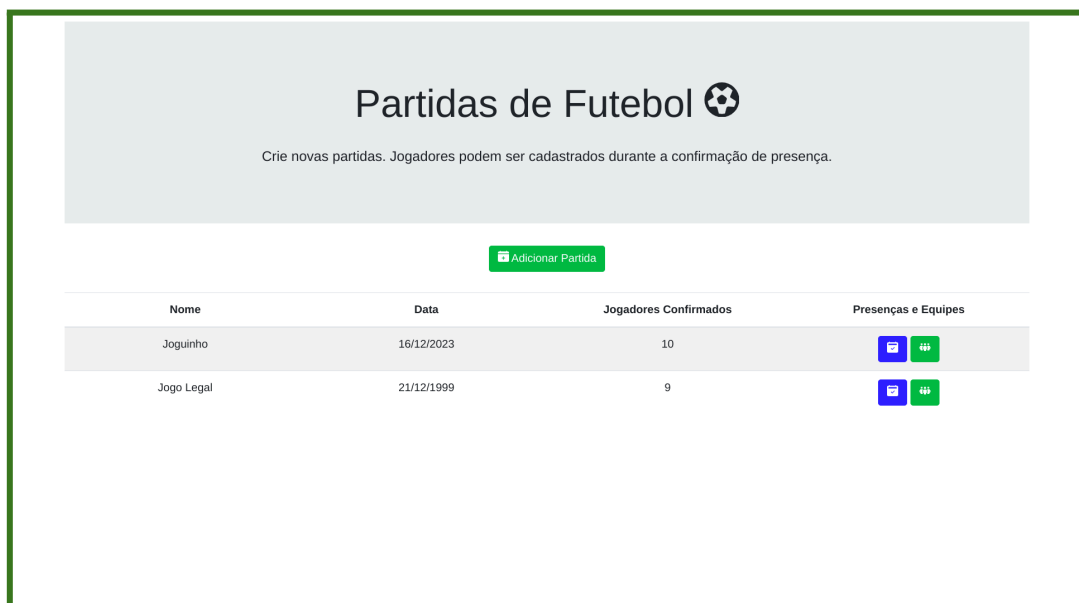 Partidas de Futebol
Crie novas partidas. Jogadores podem ser cadastrados durante a confirmação de presença.
Adicionar Partida
Nome Data Jogadores Confirmados Presenças e Equipes
Joguinho 16/12/2023 10
Jogo Legal 21/12/1999 9